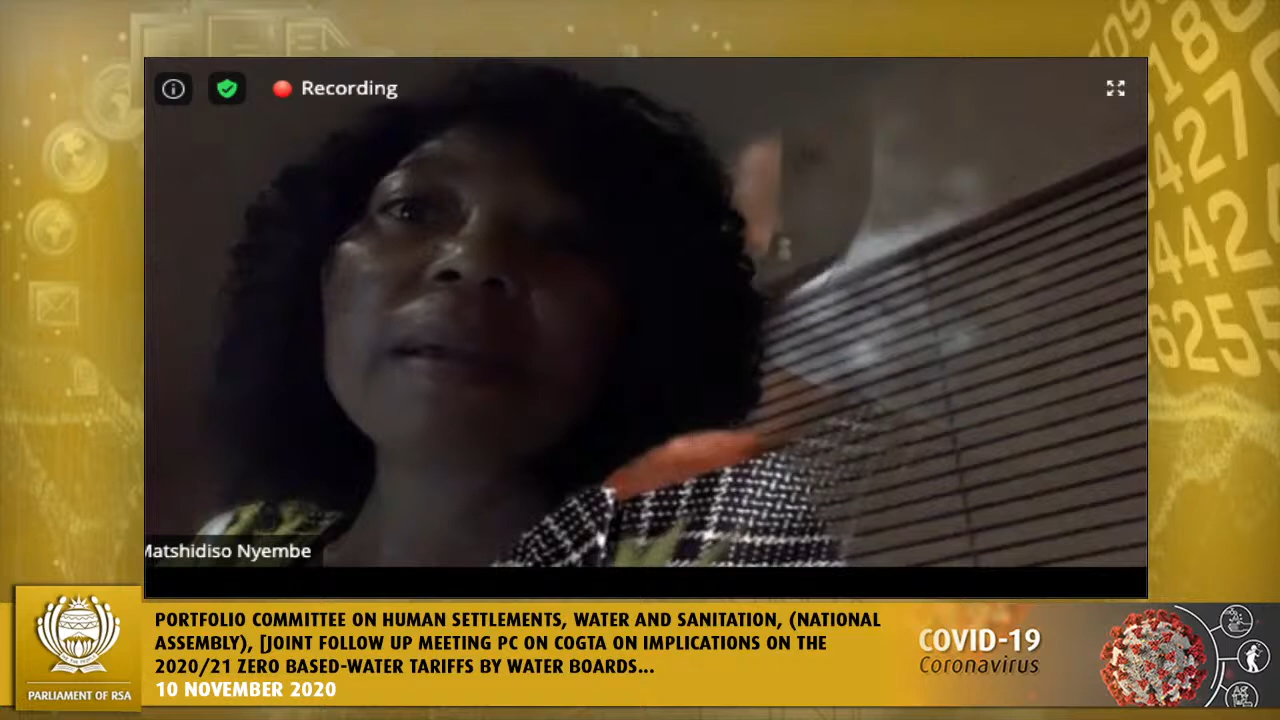 Recording
Matshidiso Nyembe
PORTFOLIO COMMITTEE ON HUMAN SETTLEMENTS, WATER AND SANITATION, (NATIONAL
ASSEMBLY), [JOINT FOLLOW UP MEETING PC ON COGTA ON IMPLICATIONS ON THE
2020/21 ZERO BASED-WATER TARIFFS BY WATER BOARDS...
10 NOVEMBER 2020
PARLIAMENT OF RSA
COVID-19
Coronavirus